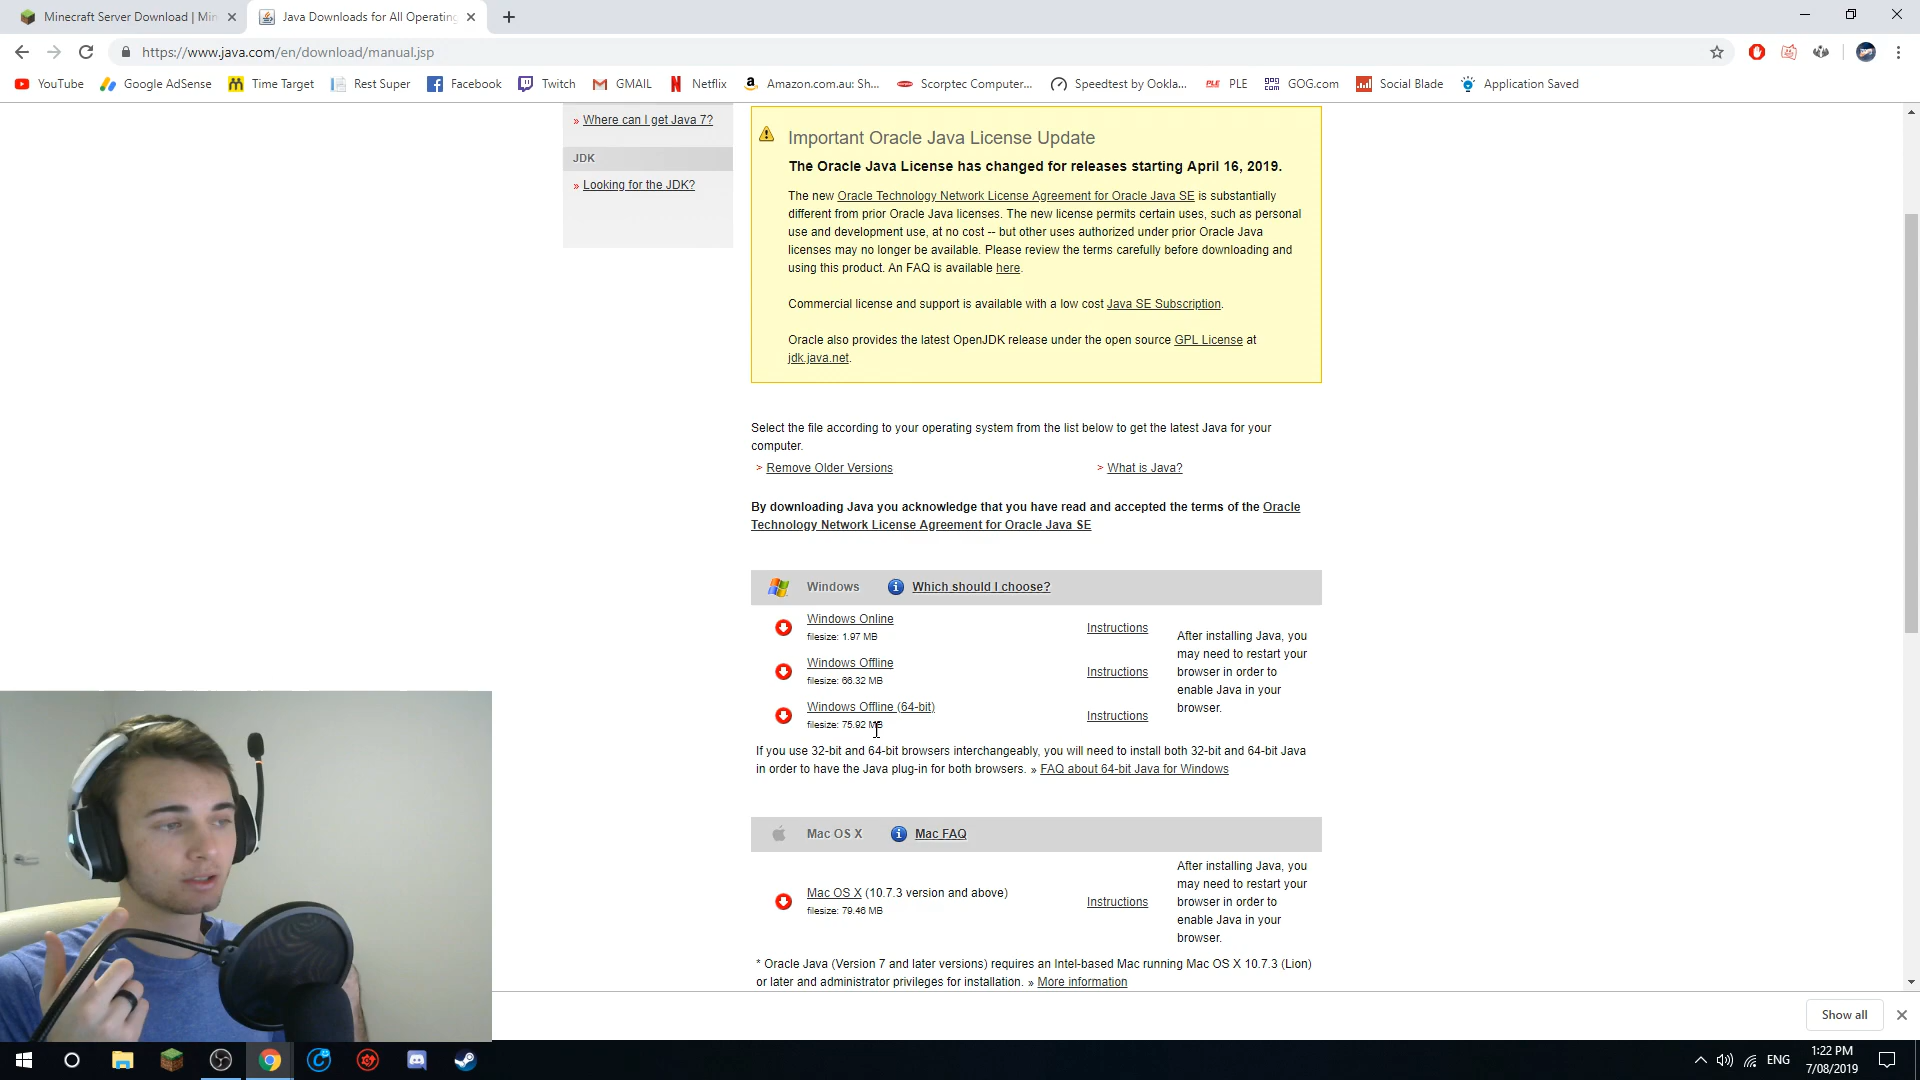 Minecraft Server Download | Min
Java Downloads for All Operating
https://www.java.com/en/download/manual.jsp
YouTube
Google AdSense
Time Target
Rest Super
Facebook
Twitch
GMAIL
Netflix
Amazon.com.au: Sh...
Scorptec Computer...
Speedtest by Ookla...
PLE
GOG.com
Social Blade
Application Saved
» Where can I get Java 7?
JDK
» Looking for the JDK?
Important Oracle Java License Update
The Oracle Java License has changed for releases starting April 16, 2019.
The new Oracle Technology Network License Agreement for Oracle Java SE is substantially
different from prior Oracle Java licenses. The new license permits certain uses, such as personal
use and development use, at no cost -- but other uses authorized under prior Oracle Java
licenses may no longer be available. Please review the terms carefully before downloading and
using this product. An FAQ is available here.
Commercial license and support is available with a low cost Java SE Subscription.
Oracle also provides the latest OpenJDK release under the open source GPL License at
jdk.java.net.
Select the file according to your operating system from the list below to get the latest Java for your
computer.
> Remove Older Versions
> What is Java?
By downloading Java you acknowledge that you have read and accepted the terms of the Oracle
Technology Network License Agreement for Oracle Java SE
Windows
Which should I choose?
Windows Online
filesize: 1.97 MB
Instructions
Windows Offline
filesize: 66.32 MB
Instructions
Windows Offline (64-bit)
filesize: 75.92 MB
Instructions
After installing Java, you
may need to restart your
browser in order to
enable Java in your
browser.
If you use 32-bit and 64-bit browsers interchangeably, you will need to install both 32-bit and 64-bit Java
in order to have the Java plug-in for both browsers. » FAQ about 64-bit Java for Windows
Mac OS X
Mac FAQ
Mac OS X (10.7.3 version and above)
filesize: 79.46 MB
Instructions
After installing Java, you
may need to restart your
browser in order to
enable Java in your
browser.
* Oracle Java (Version 7 and later versions) requires an Intel-based Mac running Mac OS X 10.7.3 (Lion)
or later and administrator privileges for installation. » More information
Show all
ENG
1:22 PM
7/08/2019